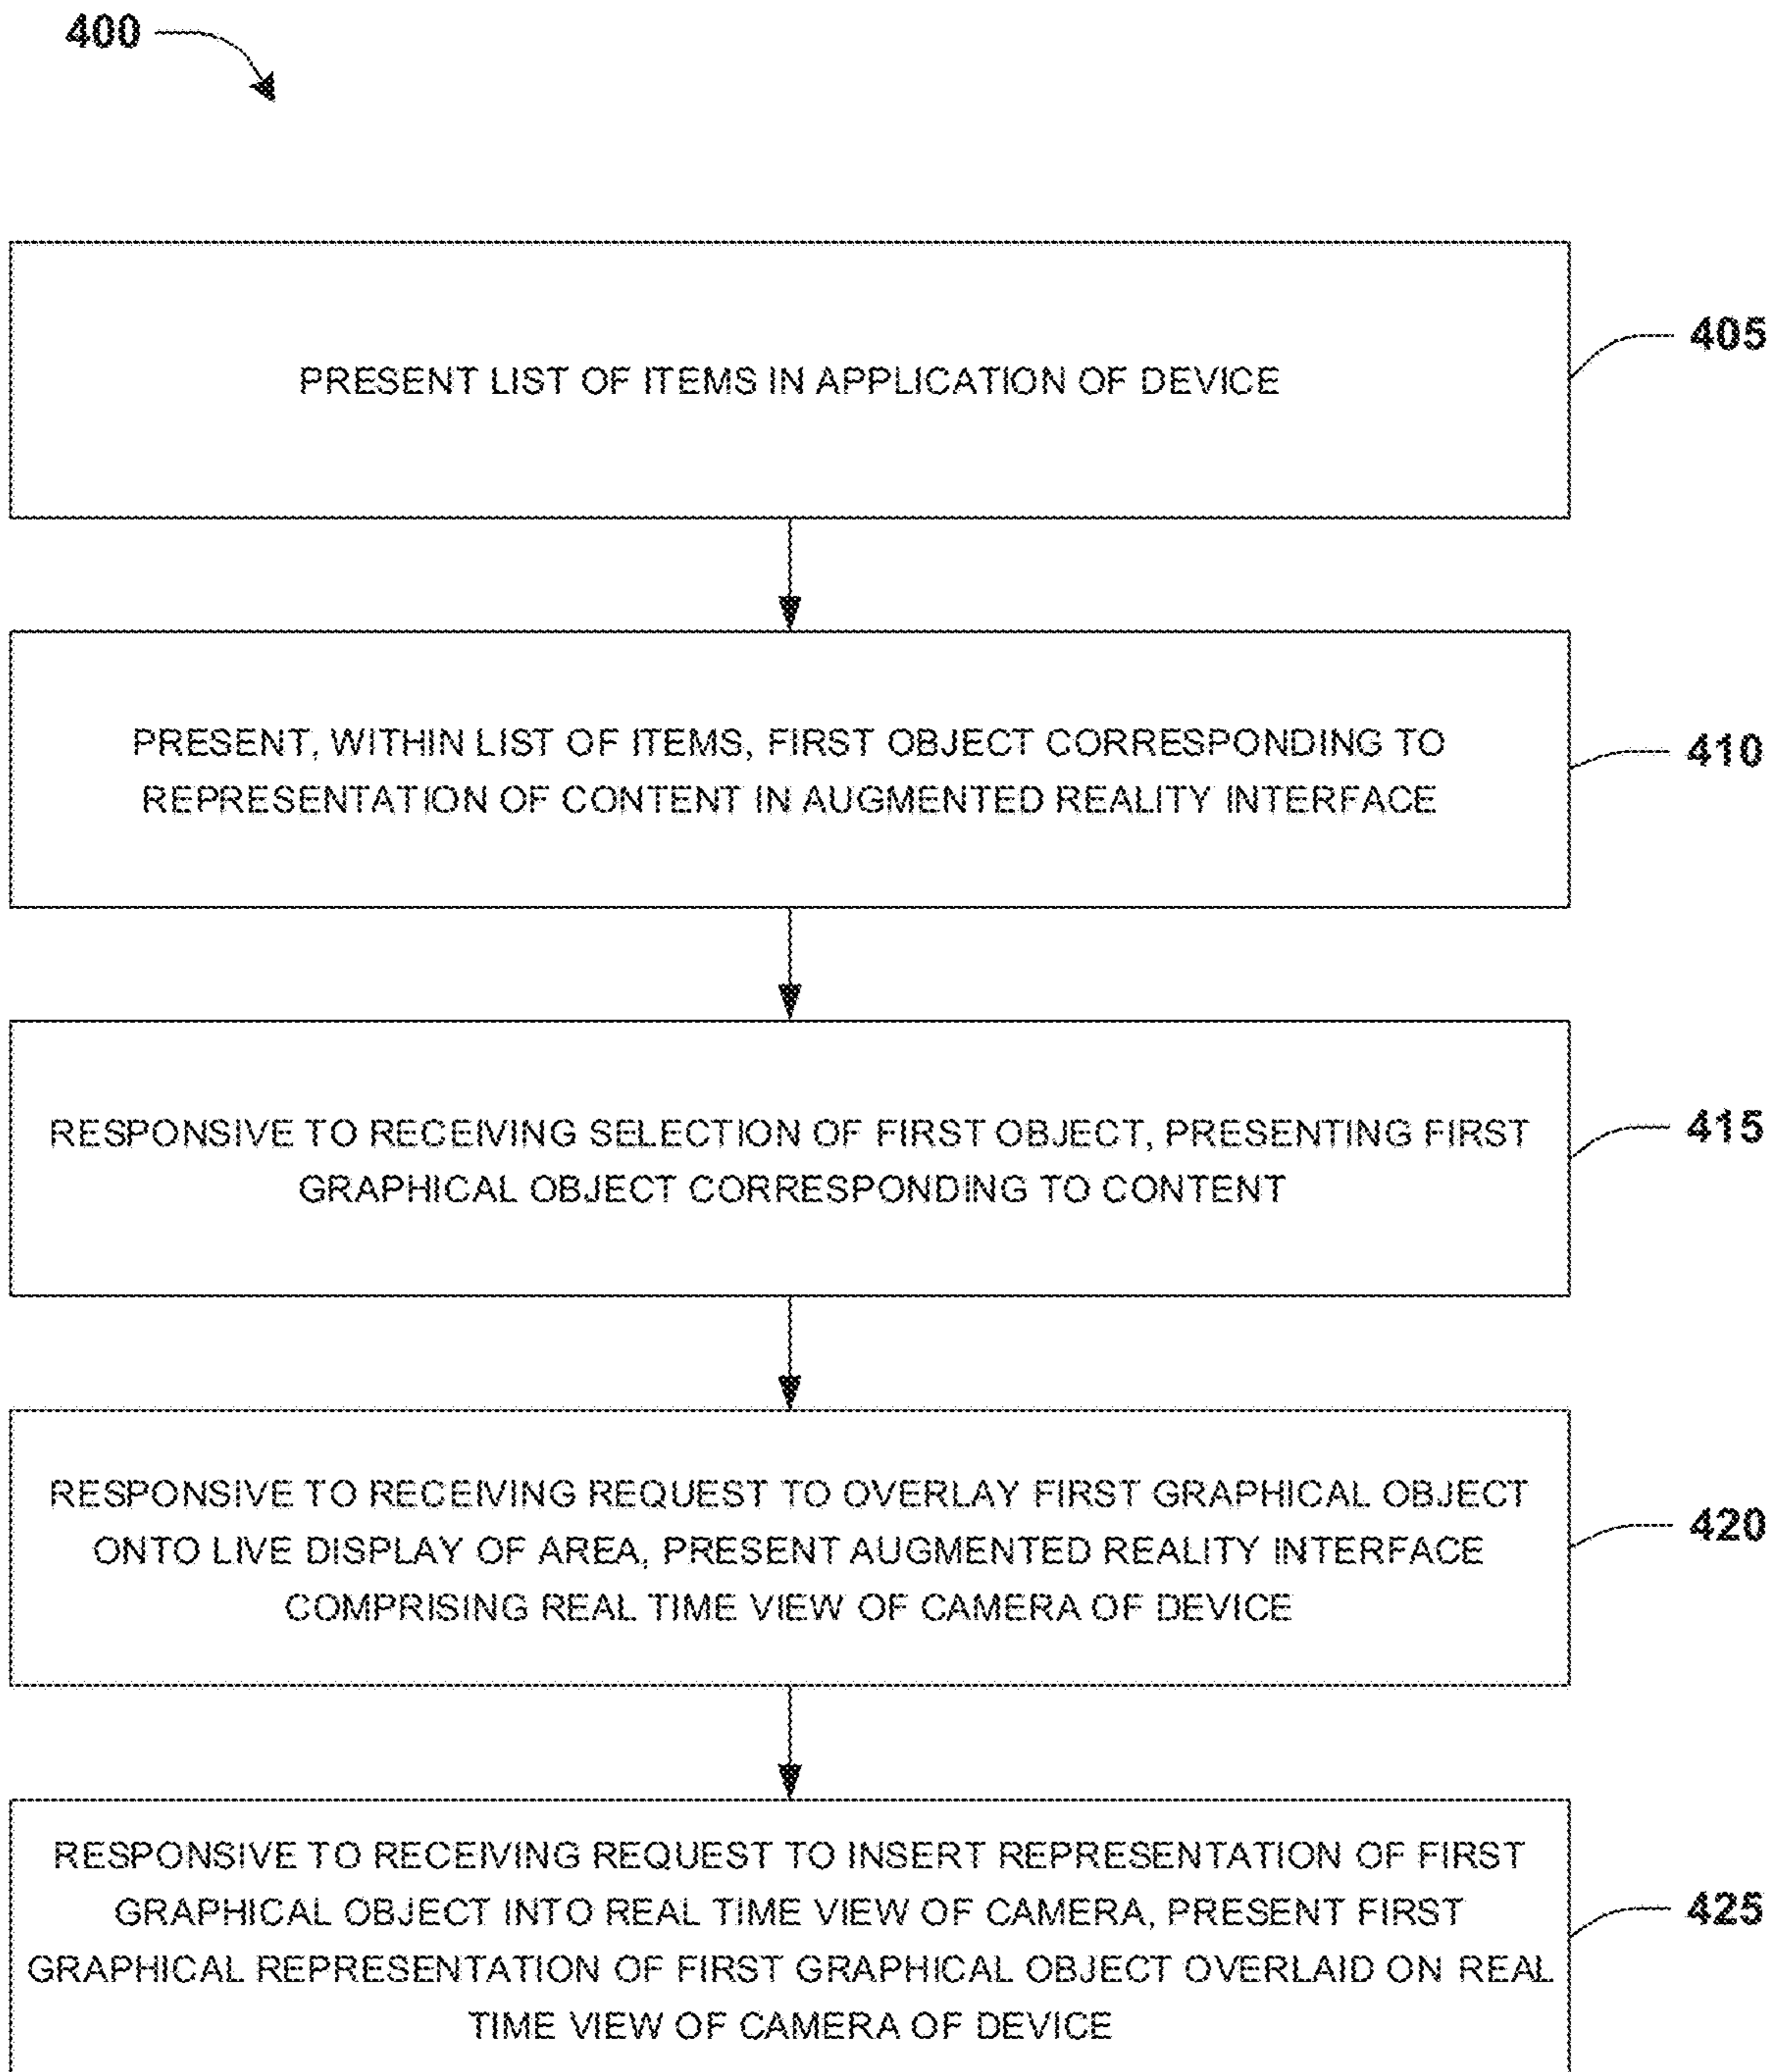 400
PRESENT LIST OF ITEMS IN APPLICATION OF DEVICE
405
PRESENT, WITHIN LIST OF ITEMS, FIRST OBJECT CORRESPONDING TO
REPRESENTATION OF CONTENT IN AUGMENTED REALITY INTERFACE
410
RESPONSIVE TO RECEIVING SELECTION OF FIRST OBJECT, PRESENTING FIRST
GRAPHICAL OBJECT CORRESPONDING TO CONTENT
415
RESPONSIVE TO RECEIVING REQUEST TO OVERLAY FIRST GRAPHICAL OBJECT
ONTO LIVE DISPLAY OF AREA, PRESENT AUGMENTED REALITY INTERFACE
COMPRISING REAL TIME VIEW OF CAMERA OF DEVICE
420
RESPONSIVE TO RECEIVING REQUEST TO INSERT REPRESENTATION OF FIRST
GRAPHICAL OBJECT INTO REAL TIME VIEW OF CAMERA, PRESENT FIRST
GRAPHICAL REPRESENTATION OF FIRST GRAPHICAL OBJECT OVERLAID ON REAL
TIME VIEW OF CAMERA OF DEVICE
425